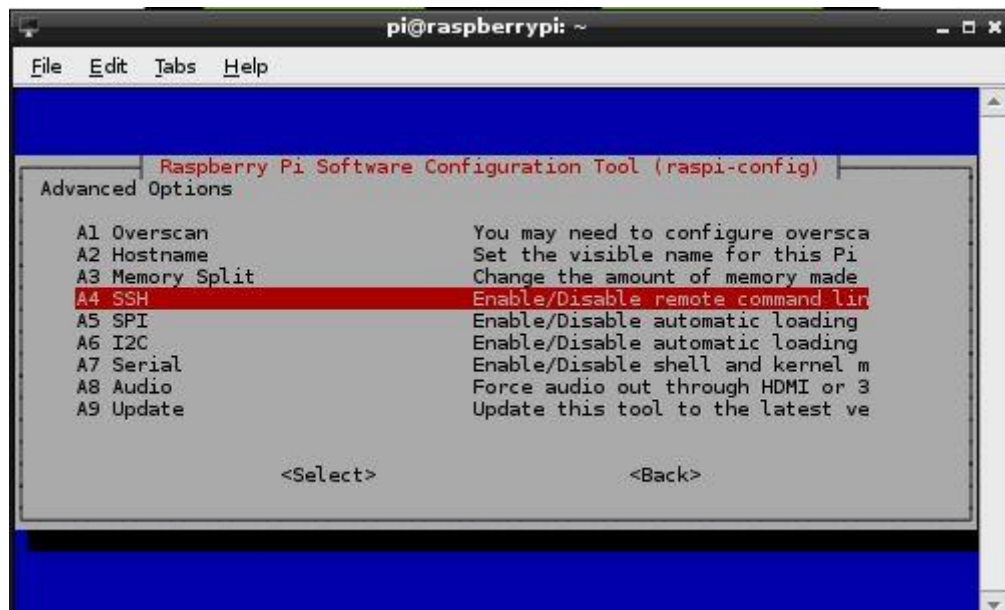 pi@raspberrypi: ~
File Edit Tabs Help
Raspberry Pi Software Configuration Tool (raspi-config)
Advanced Options
A1 Overscan You may need to configure oversca
A2 Hostname Set the visible name for this Pi
A3 Memory Split Change the amount of memory made
A4 SSH Enable/Disable remote command lin
A5 SPI Enable/Disable automatic loading
A6 I2C Enable/Disable automatic loading
A7 Serial Enable/Disable shell and kernel m
A8 Audio Force audio out through HDMI or 3
A9 Update Update this tool to the latest ve
<Select> <Back>